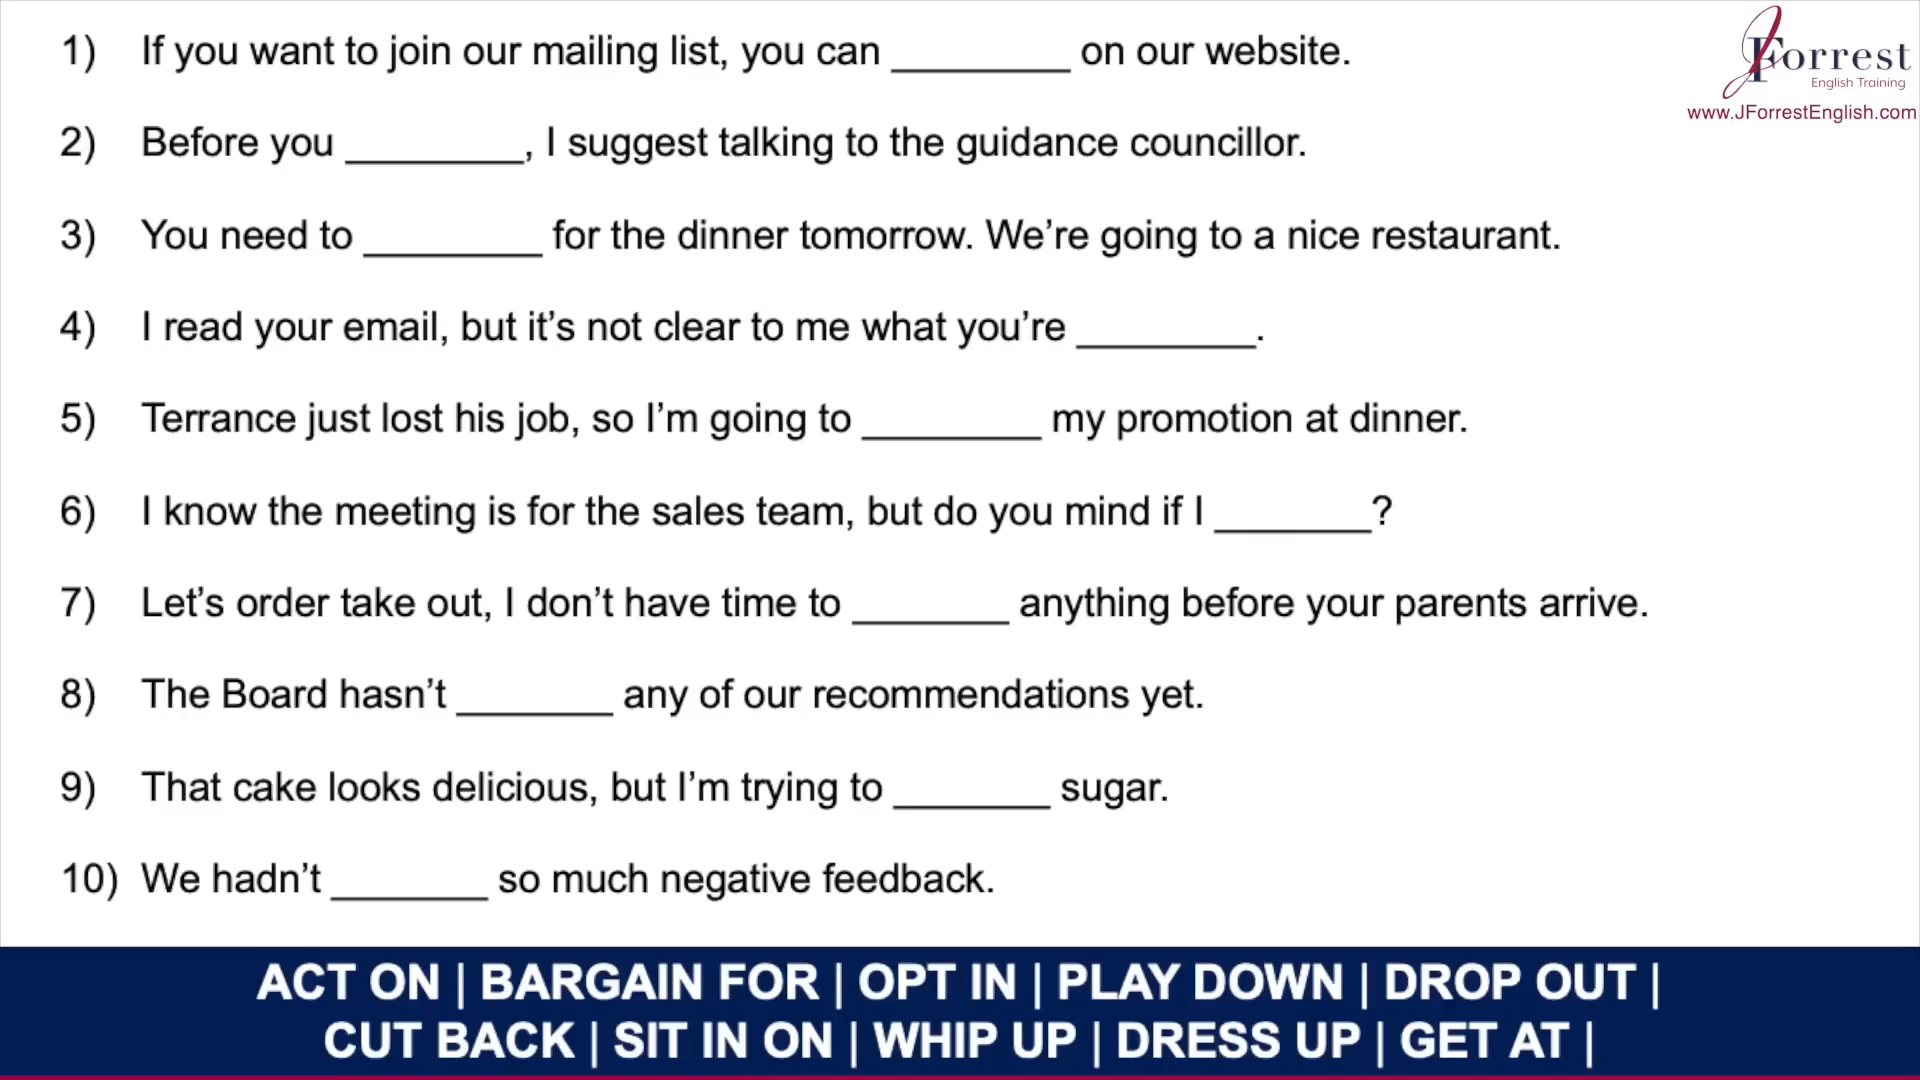 1) If you want to join our mailing list, you can ________ on our website.
JForrest
English Training
www.JForrestEnglish.com
2) Before you ________, I suggest talking to the guidance councillor.
3) You need to ________ for the dinner tomorrow. We’re going to a nice restaurant.
4) I read your email, but it’s not clear to me what you’re ________.
5) Terrance just lost his job, so I’m going to ________ my promotion at dinner.
6) I know the meeting is for the sales team, but do you mind if I _______?
7) Let’s order take out, I don’t have time to _______ anything before your parents arrive.
8) The Board hasn’t _______ any of our recommendations yet.
9) That cake looks delicious, but I’m trying to _______ sugar.
10) We hadn’t _______ so much negative feedback.
ACT ON | BARGAIN FOR | OPT IN | PLAY DOWN | DROP OUT |
CUT BACK | SIT IN ON | WHIP UP | DRESS UP | GET AT |